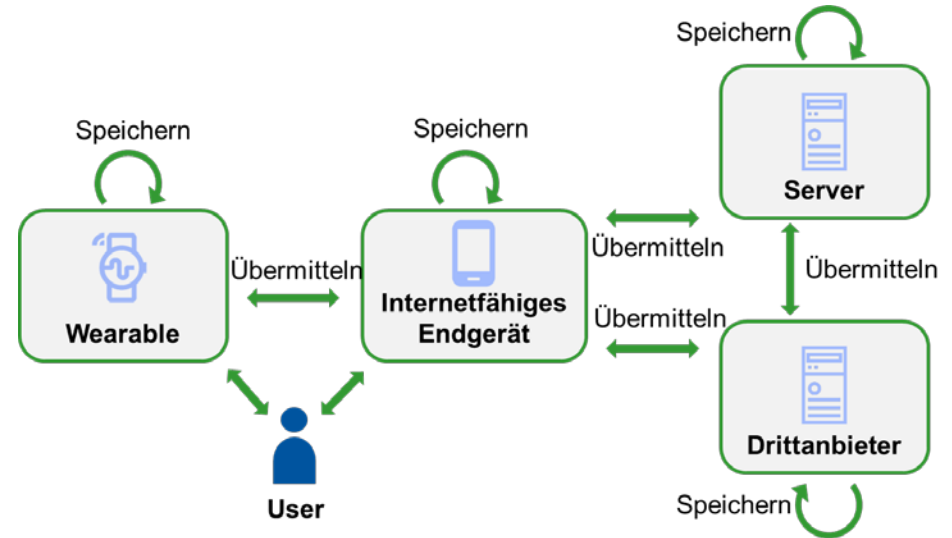 Speichern
Server
Speichern
Speichern
Übermitteln
Übermitteln
Übermitteln
Wearable
Internetfähiges
Endgerät
Übermitteln
Drittanbieter
Speichern
User